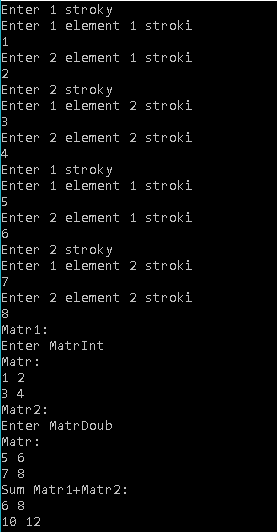 Enter 1 stroky
Enter 1 element 1 stroki
1
Enter 2 element 1 stroki
2
Enter 2 stroky
Enter 1 element 2 stroki
3
Enter 2 element 2 stroki
4
Enter 1 stroky
Enter 1 element 1 stroki
5
Enter 2 element 1 stroki
6
Enter 2 stroky
Enter 1 element 2 stroki
7
Enter 2 element 2 stroki
8
Matr1:
Enter MatrInt
Matr:
1 2
3 4
Matr2:
Enter MatrDoub
Matr:
5 6
7 8
Sum Matr1+Matr2:
6 8
10 12